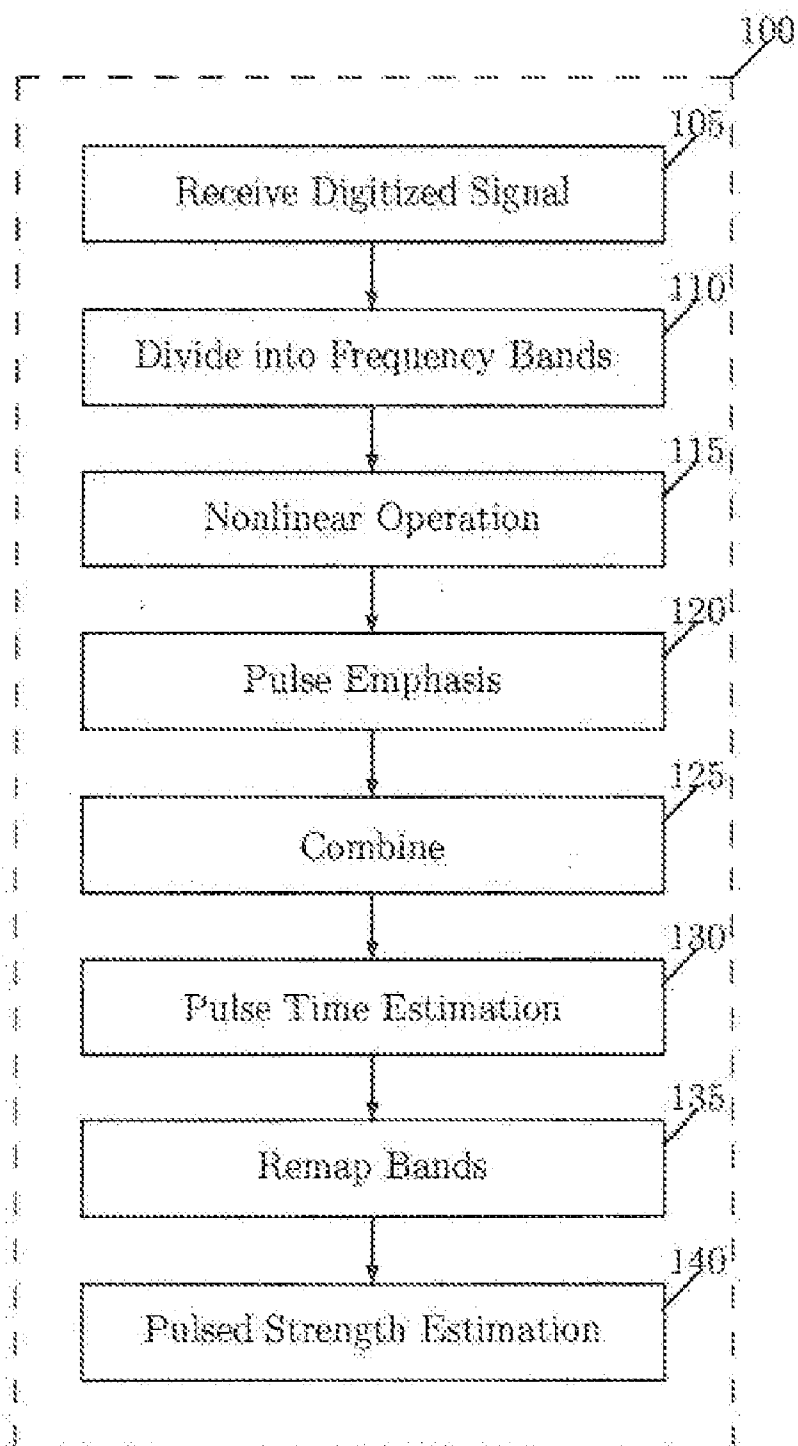 100
105
Receive Digitized Signal
110
Divide into Frequency Bands
115
Nonlinear Operation
120
Pulse Emphasis
125
Combine
130
Pulse Time Estimation
135
Remap Bands
140
Pulsed Strength Estimation